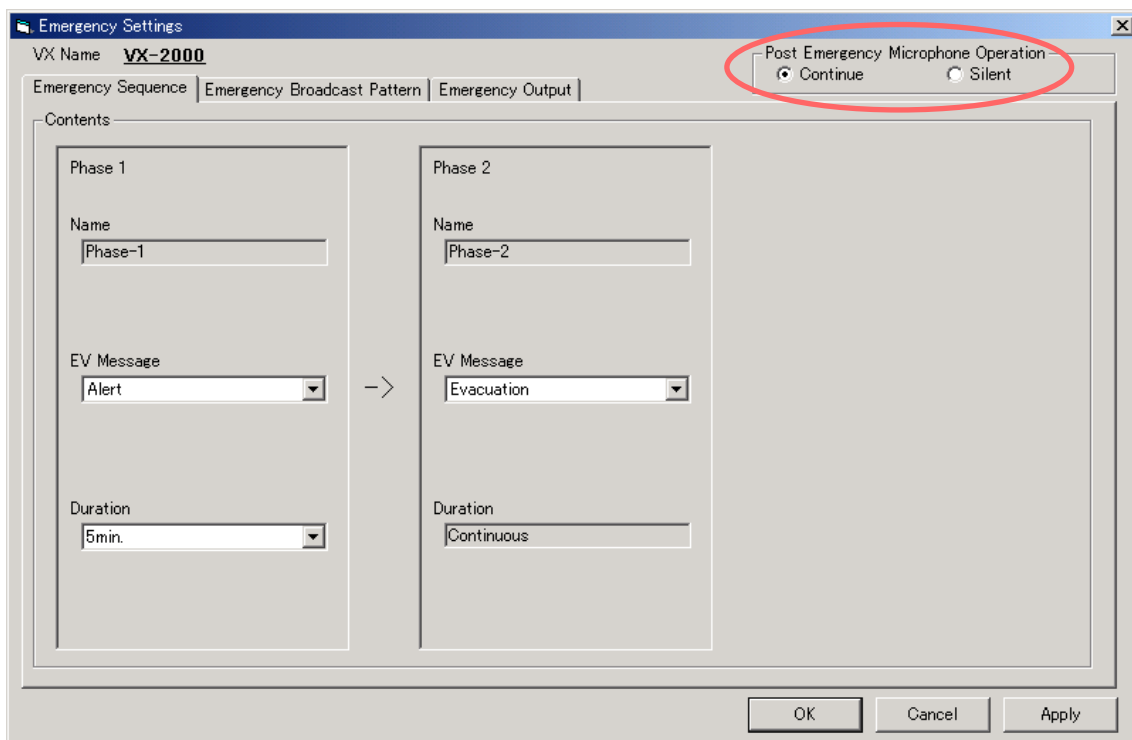 Emergency Settings
VX Name VX-2000
Post Emergency Microphone Operation
Continue Silent
Emergency Sequence Emergency Broadcast Pattern Emergency Output
Contents
Phase 1
Name
Phase-1
EV Message
Alert
Duration
5min.
->
Phase 2
Name
Phase-2
EV Message
Evacuation
Duration
Continuous
OK Cancel Apply